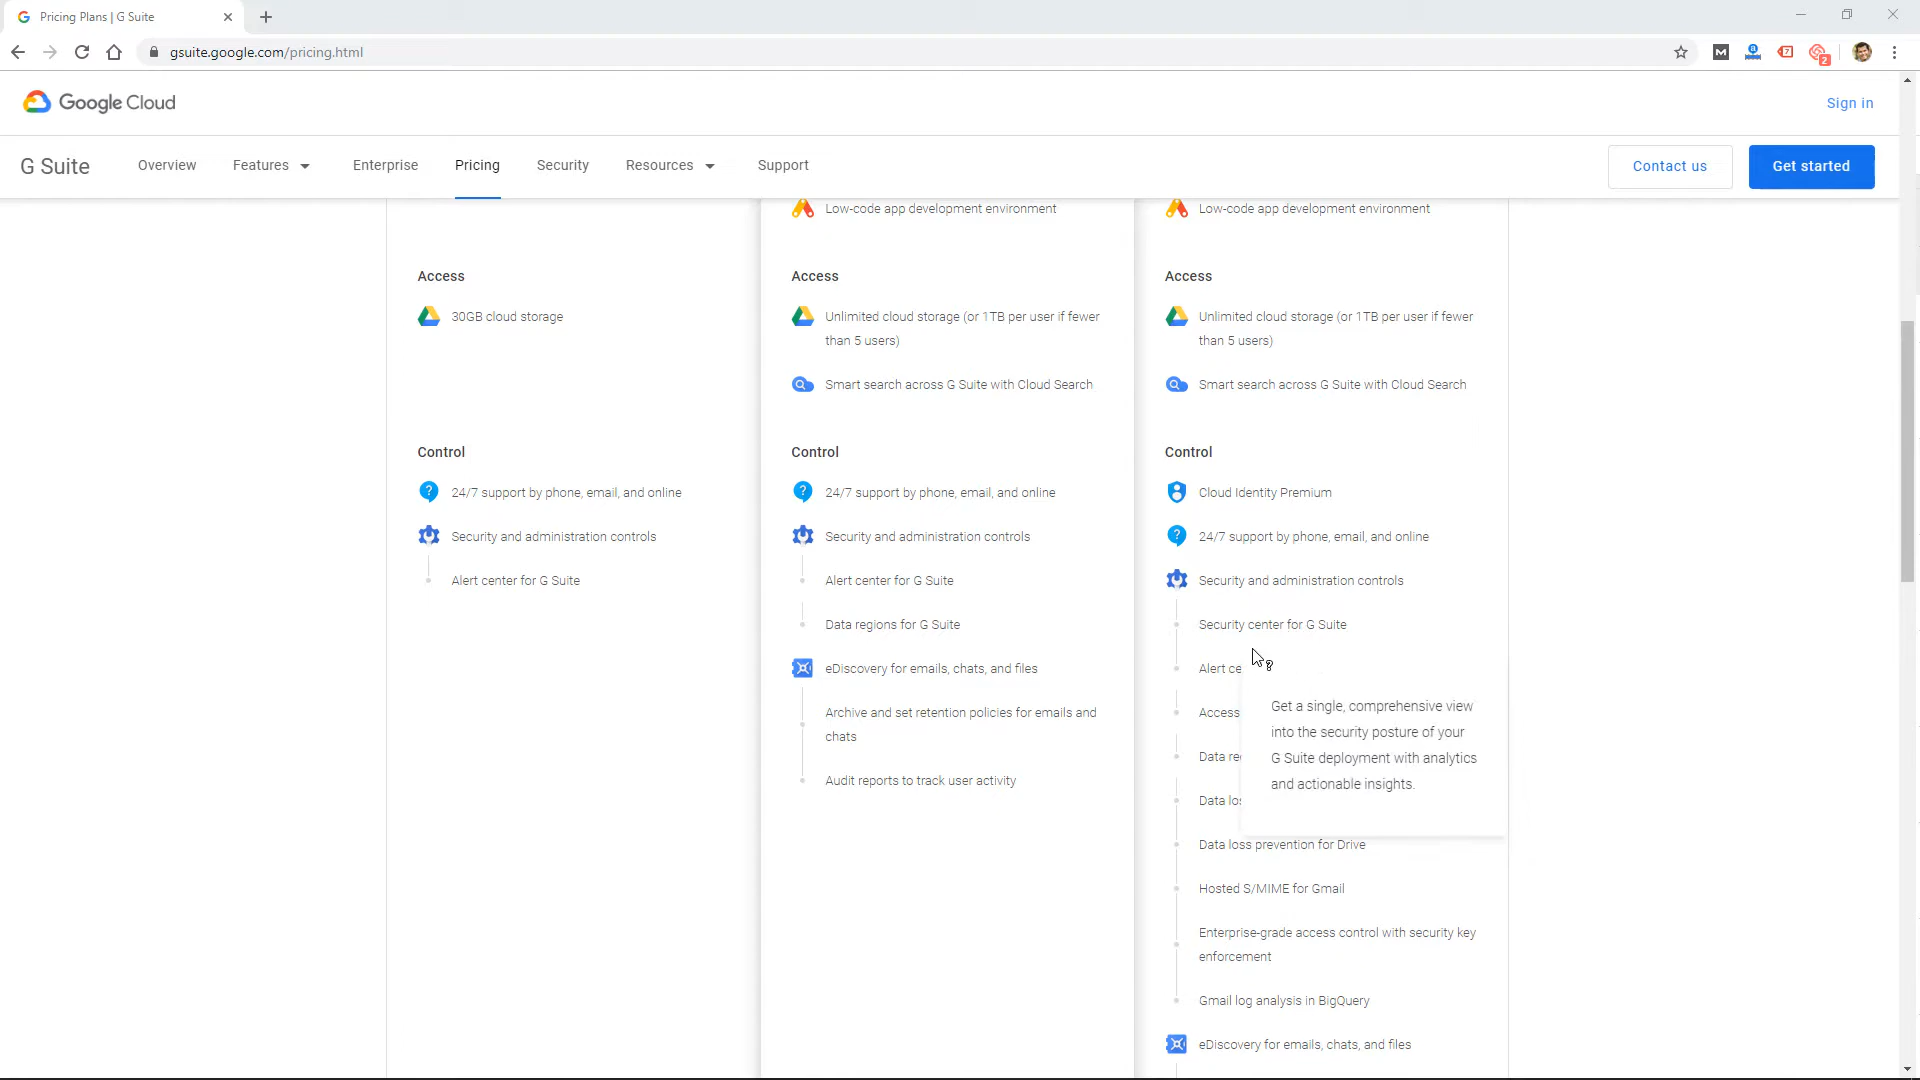 Pricing Plans | G Suite
gsuite.google.com/pricing.html
7
2
Google Cloud
Sign in
G Suite
Overview
Features
Enterprise
Pricing
Security
Resources
Support
Contact us
Get started
Access
30GB cloud storage
Control
24/7 support by phone, email, and online
Security and administration controls
Alert center for G Suite
Low-code app development environment
Access
Unlimited cloud storage (or 1TB per user if fewer
than 5 users)
Smart search across G Suite with Cloud Search
Control
24/7 support by phone, email, and online
Security and administration controls
Alert center for G Suite
Data regions for G Suite
eDiscovery for emails, chats, and files
Archive and set retention policies for emails and
chats
Audit reports to track user activity
Low-code app development environment
Access
Unlimited cloud storage (or 1TB per user if fewer
than 5 users)
Smart search across G Suite with Cloud Search
Control
Cloud Identity Premium
24/7 support by phone, email, and online
Security and administration controls
Security center for G Suite
Alert ce
Access
Data re
Data lo
Get a single, comprehensive view
into the security posture of your
G Suite deployment with analytics
and actionable insights.
Data loss prevention for Drive
Hosted S/MIME for Gmail
Enterprise-grade access control with security key
enforcement
Gmail log analysis in BigQuery
eDiscovery for emails, chats, and files